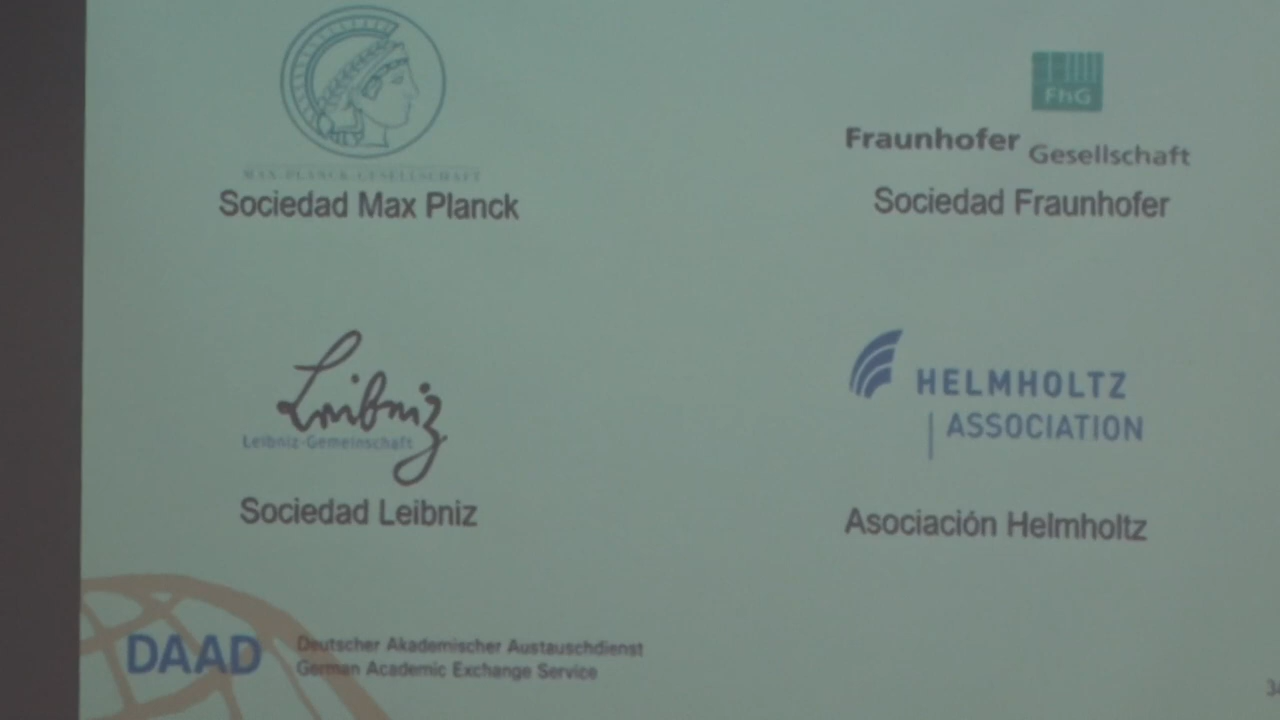 MAX-PLANCK-GESELLSCHAFT
Sociedad Max Planck
FhG
Fraunhofer Gesellschaft
Sociedad Fraunhofer
Leibniz
Leibniz-Gemeinschaft
Sociedad Leibniz
HELMHOLTZ
ASSOCIATION
Asociación Helmholtz
DAAD
Deutscher Akademischer Austauschdienst
German Academic Exchange Service